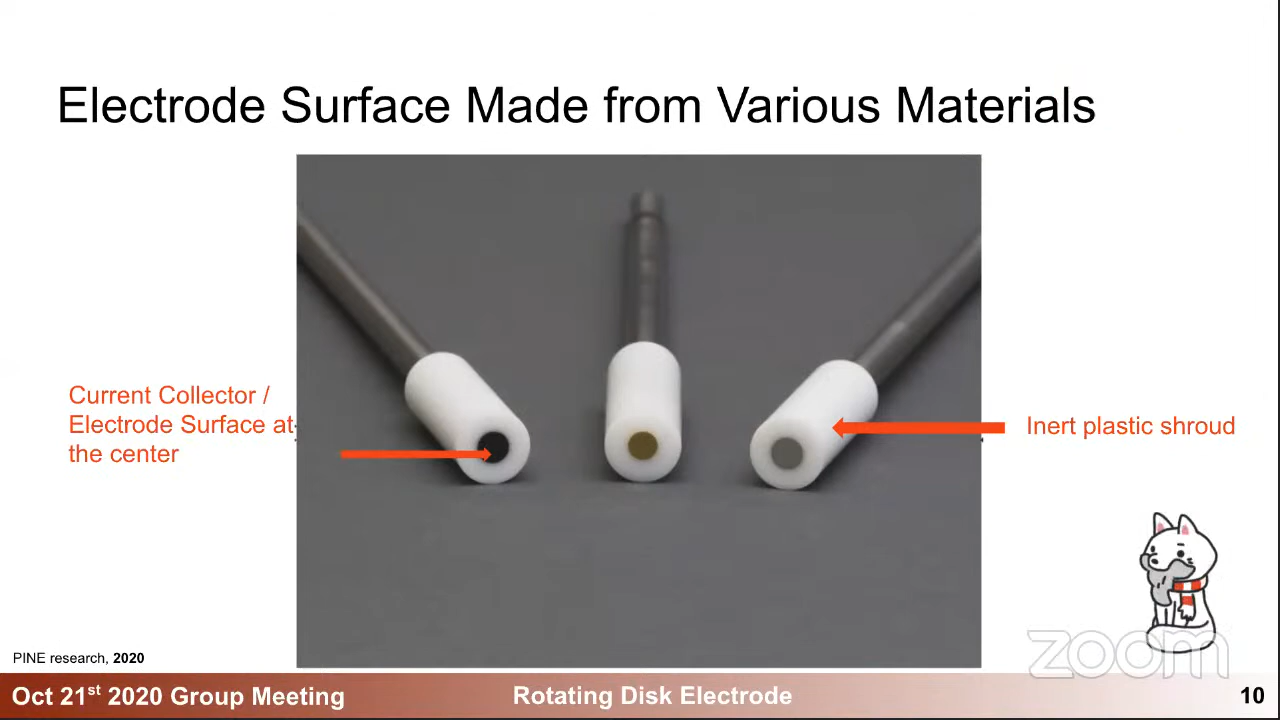 Electrode Surface Made from Various Materials
Current Collector /
Electrode Surface at
the center
Inert plastic shroud
zoom
PINE research, 2020
Oct 21st 2020 Group Meeting
Rotating Disk Electrode
10